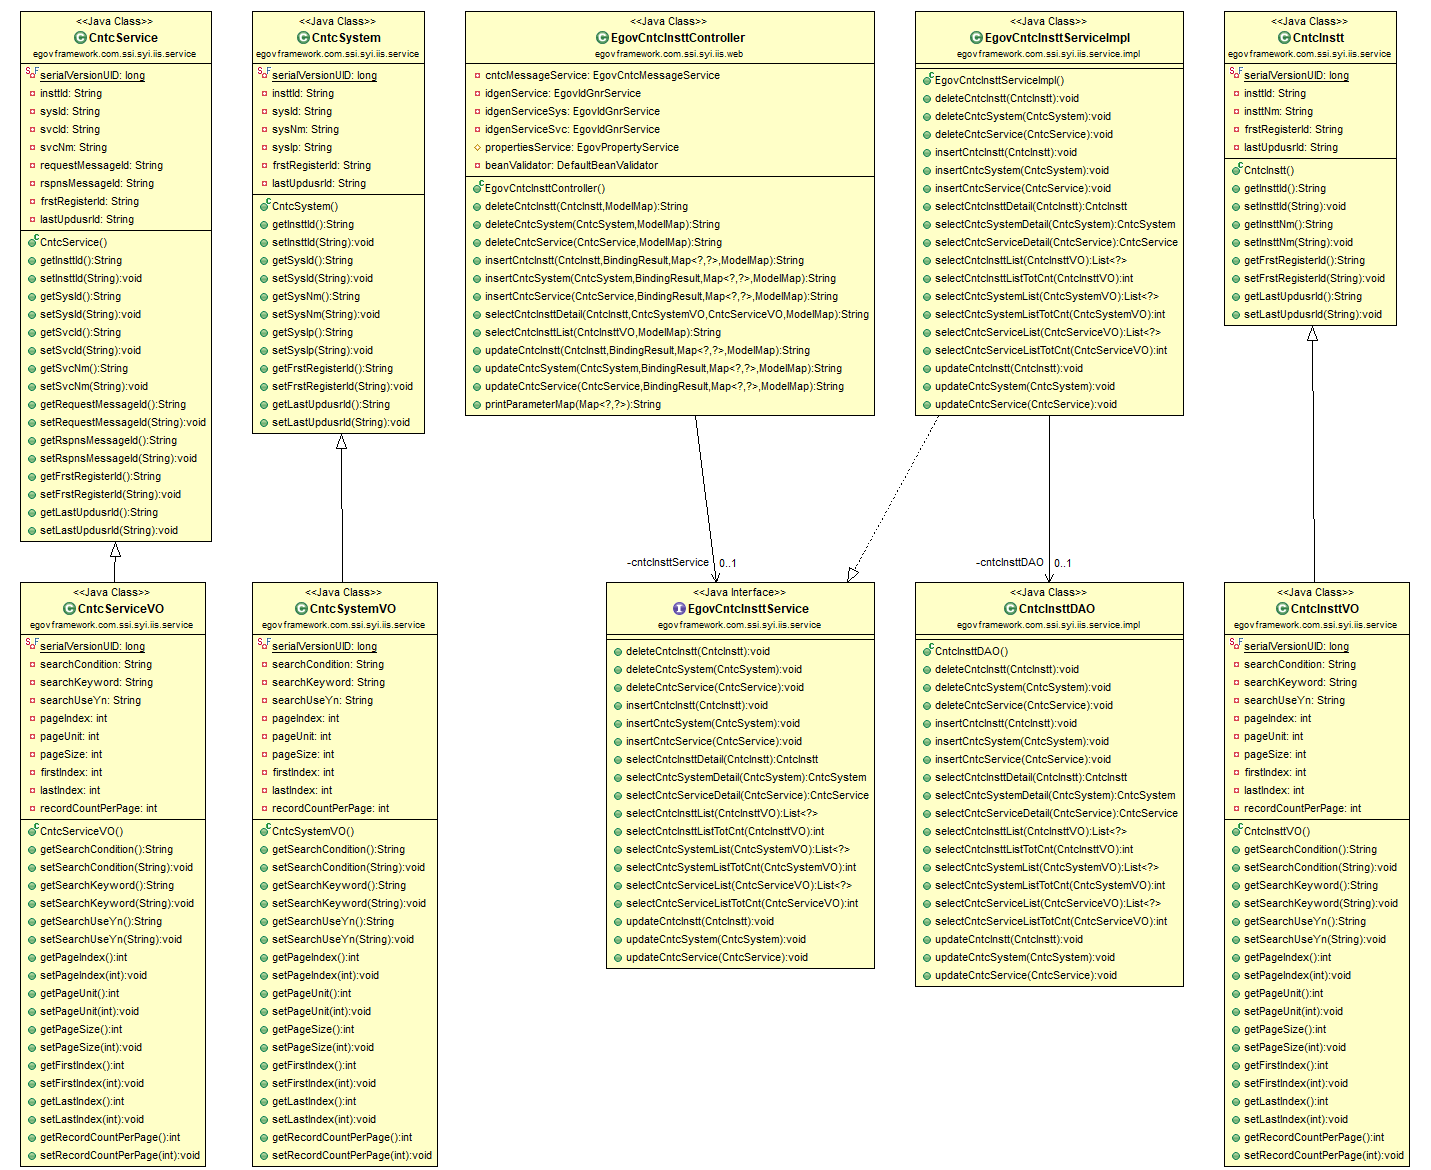 <<Java Class>>
CntcService
egovframework.com.ssi.syi.iis.service
serialVersionUID: long
insttId: String
sysId: String
svcId: String
svcNm: String
requestMessageId: String
rspnsMessageId: String
frstRegisterId: String
lastUpdusrId: String
CntcService()
getInsttId():String
setInsttId(String):void
getSysId():String
setSysId(String):void
getSvcId():String
setSvcId(String):void
getSvcNm():String
setSvcNm(String):void
getRequestMessageId():String
setRequestMessageId(String):void
getRspnsMessageId():String
setRspnsMessageId(String):void
getFrstRegisterId():String
setFrstRegisterId(String):void
getLastUpdusrId():String
setLastUpdusrId(String):void
<<Java Class>>
CntcSystem
egovframework.com.ssi.syi.iis.service
serialVersionUID: long
insttId: String
sysId: String
sysNm: String
sysIp: String
frstRegisterId: String
lastUpdusrId: String
CntcSystem()
getInsttId():String
setInsttId(String):void
getSysId():String
setSysId(String):void
getSysNm():String
setSysNm(String):void
getSysIp():String
setSysIp(String):void
getFrstRegisterId():String
setFrstRegisterId(String):void
getLastUpdusrId():String
setLastUpdusrId(String):void
<<Java Class>>
EgovCntcInsttController
egovframework.com.ssi.syi.iis.web
cntcMessageService: EgovCntcMessageService
idgenService: EgovIdGnrService
idgenServiceSys: EgovIdGnrService
idgenServiceSvc: EgovIdGnrService
propertiesService: EgovPropertyService
beanValidator: DefaultBeanValidator
EgovCntcInsttController()
deleteCntcInstt(CntcInstt,ModelMap):String
deleteCntcSystem(CntcSystem,ModelMap):String
deleteCntcService(CntcService,ModelMap):String
insertCntcInstt(CntcInstt,BindingResult,Map<?,?>,ModelMap):String
insertCntcSystem(CntcSystem,BindingResult,Map<?,?>,ModelMap):String
insertCntcService(CntcService,BindingResult,Map<?,?>,ModelMap):String
selectCntcInsttDetail(CntcInstt,CntcSystemVO,CntcServiceVO,ModelMap):String
selectCntcInsttList(CntcInsttVO,ModelMap):String
updateCntcInstt(CntcInstt,BindingResult,Map<?,?>,ModelMap):String
updateCntcSystem(CntcSystem,BindingResult,Map<?,?>,ModelMap):String
updateCntcService(CntcService,BindingResult,Map<?,?>,ModelMap):String
printParameterMap(Map<?,?>):String
<<Java Class>>
EgovCntcInsttServiceImpl
egovframework.com.ssi.syi.iis.service.impl
EgovCntcInsttServiceImpl()
deleteCntcInstt(CntcInstt):void
deleteCntcSystem(CntcSystem):void
deleteCntcService(CntcService):void
insertCntcInstt(CntcInstt):void
insertCntcSystem(CntcSystem):void
insertCntcService(CntcService):void
selectCntcInsttDetail(CntcInstt):CntcInstt
selectCntcSystemDetail(CntcSystem):CntcSystem
selectCntcServiceDetail(CntcService):CntcService
selectCntcInsttList(CntcInsttVO):List<?>
selectCntcInsttListTotCnt(CntcInsttVO):int
selectCntcSystemList(CntcSystemVO):List<?>
selectCntcSystemListTotCnt(CntcSystemVO):int
selectCntcServiceList(CntcServiceVO):List<?>
selectCntcServiceListTotCnt(CntcServiceVO):int
updateCntcInstt(CntcInstt):void
updateCntcSystem(CntcSystem):void
updateCntcService(CntcService):void
<<Java Class>>
CntcInstt
egovframework.com.ssi.syi.iis.service
serialVersionUID: long
insttId: String
insttNm: String
frstRegisterId: String
lastUpdusrId: String
CntcInstt()
getInsttId():String
setInsttId(String):void
getInsttNm():String
setInsttNm(String):void
getFrstRegisterId():String
setFrstRegisterId(String):void
getLastUpdusrId():String
setLastUpdusrId(String):void
-cntcInsttService 0..1
-cntcInsttDAO 0..1
<<Java Class>>
CntcServiceVO
egovframework.com.ssi.syi.iis.service
serialVersionUID: long
searchCondition: String
searchKeyword: String
searchUseYn: String
pageIndex: int
pageUnit: int
pageSize: int
firstIndex: int
lastIndex: int
recordCountPerPage: int
CntcServiceVO()
getSearchCondition():String
setSearchCondition(String):void
getSearchKeyword():String
setSearchKeyword(String):void
getSearchUseYn():String
setSearchUseYn(String):void
getPageIndex():int
setPageIndex(int):void
getPageUnit():int
setPageUnit(int):void
getPageSize():int
setPageSize(int):void
getFirstIndex():int
setFirstIndex(int):void
getLastIndex():int
setLastIndex(int):void
getRecordCountPerPage():int
setRecordCountPerPage(int):void
<<Java Class>>
CntcSystemVO
egovframework.com.ssi.syi.iis.service
serialVersionUID: long
searchCondition: String
searchKeyword: String
searchUseYn: String
pageIndex: int
pageUnit: int
pageSize: int
firstIndex: int
lastIndex: int
recordCountPerPage: int
CntcSystemVO()
getSearchCondition():String
setSearchCondition(String):void
getSearchKeyword():String
setSearchKeyword(String):void
getSearchUseYn():String
setSearchUseYn(String):void
getPageIndex():int
setPageIndex(int):void
getPageUnit():int
setPageUnit(int):void
getPageSize():int
setPageSize(int):void
getFirstIndex():int
setFirstIndex(int):void
getLastIndex():int
setLastIndex(int):void
getRecordCountPerPage():int
setRecordCountPerPage(int):void
<<Java Interface>>
EgovCntcInsttService
egovframework.com.ssi.syi.iis.service
deleteCntcInstt(CntcInstt):void
deleteCntcSystem(CntcSystem):void
deleteCntcService(CntcService):void
insertCntcInstt(CntcInstt):void
insertCntcSystem(CntcSystem):void
insertCntcService(CntcService):void
selectCntcInsttDetail(CntcInstt):CntcInstt
selectCntcSystemDetail(CntcSystem):CntcSystem
selectCntcServiceDetail(CntcService):CntcService
selectCntcInsttList(CntcInsttVO):List<?>
selectCntcInsttListTotCnt(CntcInsttVO):int
selectCntcSystemList(CntcSystemVO):List<?>
selectCntcSystemListTotCnt(CntcSystemVO):int
selectCntcServiceList(CntcServiceVO):List<?>
selectCntcServiceListTotCnt(CntcServiceVO):int
updateCntcInstt(CntcInstt):void
updateCntcSystem(CntcSystem):void
updateCntcService(CntcService):void
<<Java Class>>
CntcInsttDAO
egovframework.com.ssi.syi.iis.service.impl
CntcInsttDAO()
deleteCntcInstt(CntcInstt):void
deleteCntcSystem(CntcSystem):void
deleteCntcService(CntcService):void
insertCntcInstt(CntcInstt):void
insertCntcSystem(CntcSystem):void
insertCntcService(CntcService):void
selectCntcInsttDetail(CntcInstt):CntcInstt
selectCntcSystemDetail(CntcSystem):CntcSystem
selectCntcServiceDetail(CntcService):CntcService
selectCntcInsttList(CntcInsttVO):List<?>
selectCntcInsttListTotCnt(CntcInsttVO):int
selectCntcSystemList(CntcSystemVO):List<?>
selectCntcSystemListTotCnt(CntcSystemVO):int
selectCntcServiceList(CntcServiceVO):List<?>
selectCntcServiceListTotCnt(CntcServiceVO):int
updateCntcInstt(CntcInstt):void
updateCntcSystem(CntcSystem):void
updateCntcService(CntcService):void
<<Java Class>>
CntcInsttVO
egovframework.com.ssi.syi.iis.service
serialVersionUID: long
searchCondition: String
searchKeyword: String
searchUseYn: String
pageIndex: int
pageUnit: int
pageSize: int
firstIndex: int
lastIndex: int
recordCountPerPage: int
CntcInsttVO()
getSearchCondition():String
setSearchCondition(String):void
getSearchKeyword():String
setSearchKeyword(String):void
getSearchUseYn():String
setSearchUseYn(String):void
getPageIndex():int
setPageIndex(int):void
getPageUnit():int
setPageUnit(int):void
getPageSize():int
setPageSize(int):void
getFirstIndex():int
setFirstIndex(int):void
getLastIndex():int
setLastIndex(int):void
getRecordCountPerPage():int
setRecordCountPerPage(int):void